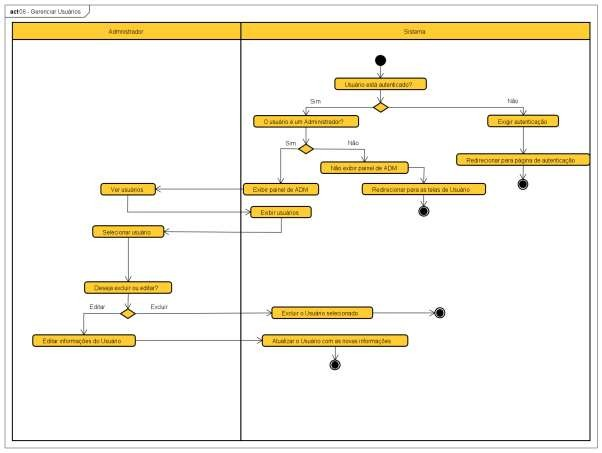 act 06 - Gerenciar Usuários
Administrador
Sistema
Usuário está autenticado?
Sim
Não
O usuário é um Administrador?
Exigir autenticação
Sim
Não
Redirecionar para página de autenticação
Não exibir painel de ADM
Ver usuários
Exibir painel de ADM
Redirecionar para as telas de Usuário
Exibir usuários
Selecionar usuário
Deseja excluir ou editar?
Editar
Excluir
Excluir o Usuário selecionado
Editar informações do Usuário
Atualizar o Usuário com as novas informações